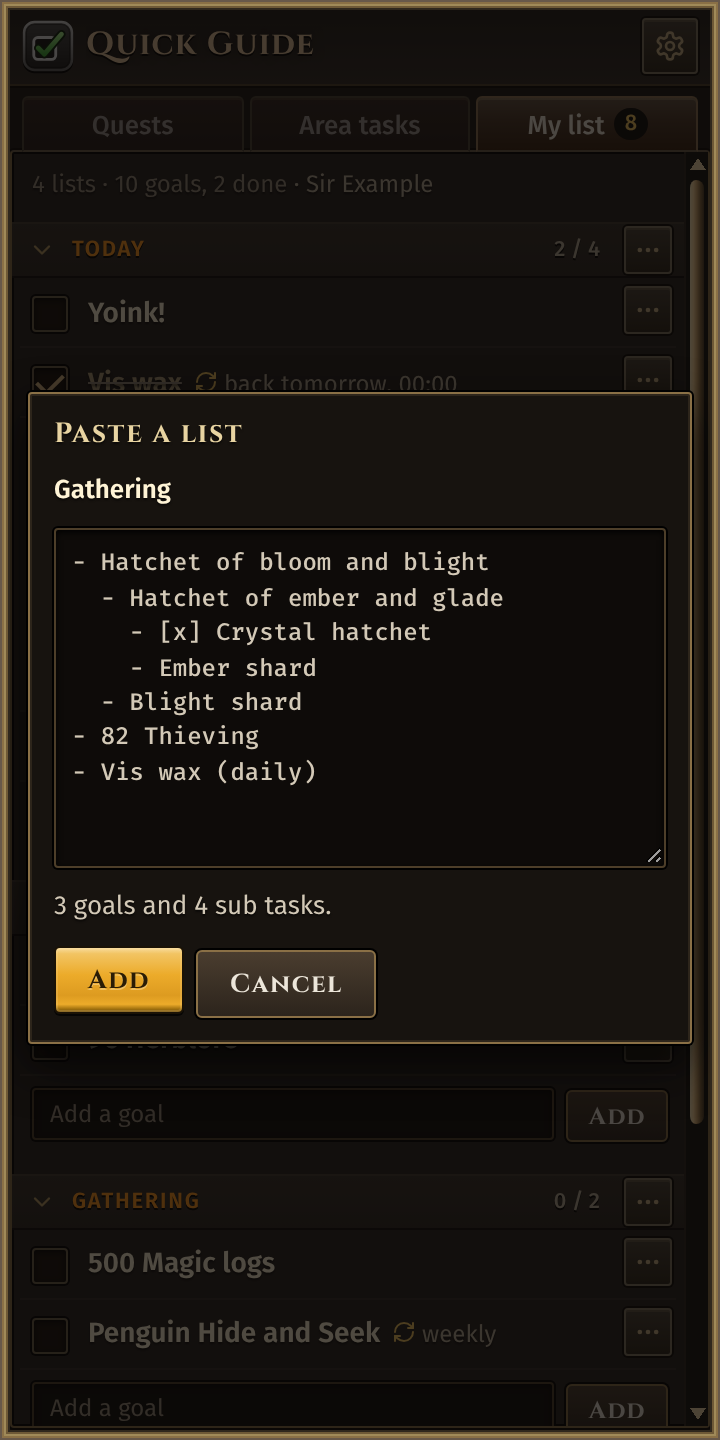 Quick Guide
Quests
Area tasks
My list 8
4 lists · 10 goals, 2 done · Sir Example
TODAY
2 / 4
Yoink!
Vis wax back tomorrow, 00:00
Paste a list
Gathering
- Hatchet of bloom and blight
- Hatchet of ember and glade
- [x] Crystal hatchet
- Ember shard
- Blight shard
- 82 Thieving
- Vis wax (daily)
3 goals and 4 sub tasks.
Add
Cancel
Add a goal
Add
GATHERING
0 / 2
500 Magic logs
Penguin Hide and Seek weekly
Add a goal
Add